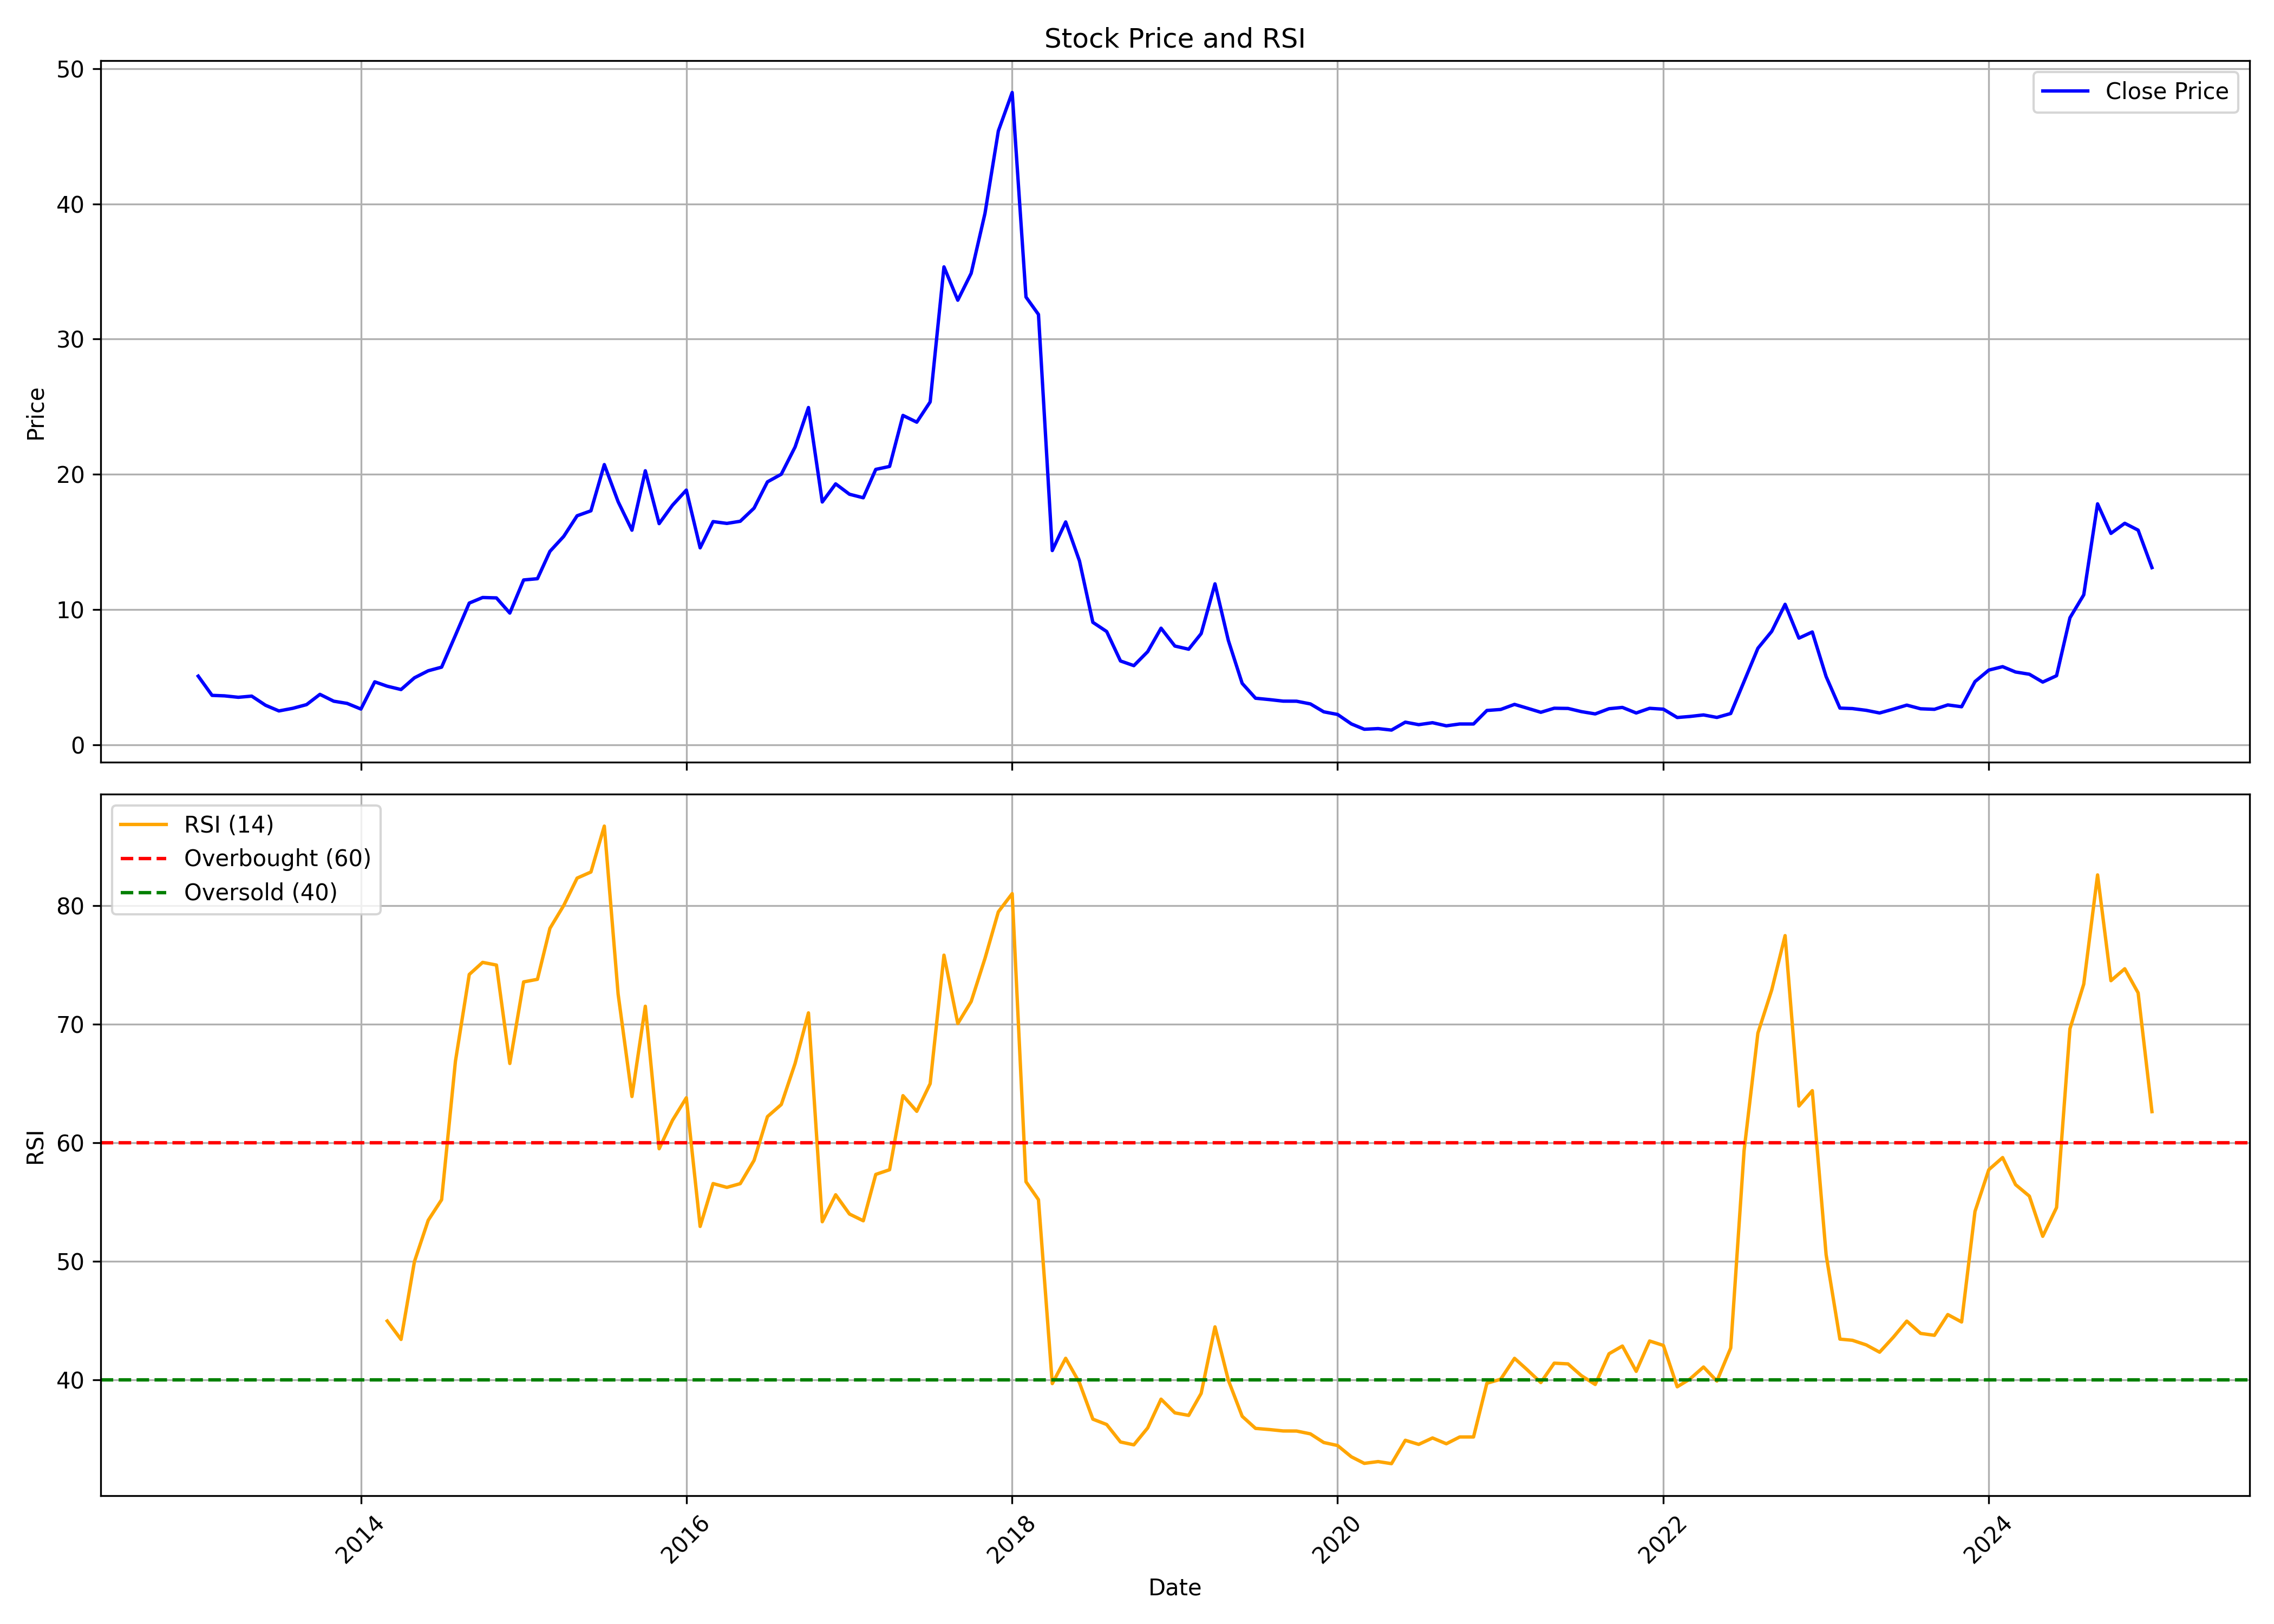 Stock Price and RSI
50
40
30
20
10
0
Price
Close Price
RSI (14)
Overbought (60)
Oversold (40)
80
70
60
50
40
RSI
2014
2016
2018
2020
2022
2024
Date